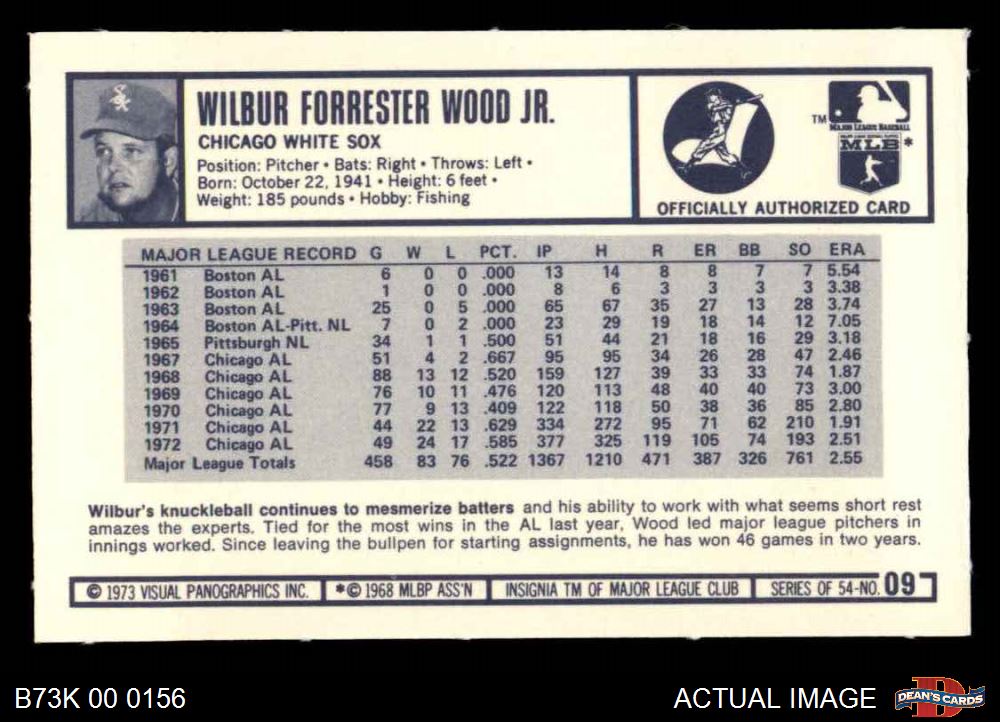 WILBUR FORRESTER WOOD JR.
CHICAGO WHITE SOX
Position: Pitcher • Bats: Right • Throws: Left •
Born: October 22, 1941 • Height: 6 feet •
Weight: 185 pounds • Hobby: Fishing
TM
MAJOR LEAGUE BASEBALL
MLB *
OFFICIALLY AUTHORIZED CARD
MAJOR LEAGUE RECORD G W L PCT. IP H R ER BB SO ERA
1961 Boston AL 6 0 0 .000 13 14 8 8 7 7 5.54
1962 Boston AL 1 0 0 .000 8 6 3 3 3 3 3.38
1963 Boston AL 25 0 5 .000 65 67 35 27 13 28 3.74
1964 Boston AL-Pitt. NL 7 0 2 .000 23 29 19 18 14 12 7.05
1965 Pittsburgh NL 34 1 1 .500 51 44 21 18 16 29 3.18
1967 Chicago AL 51 4 2 .667 95 95 34 26 28 47 2.46
1968 Chicago AL 88 13 12 .520 159 127 39 33 33 74 1.87
1969 Chicago AL 76 10 11 .476 120 113 48 40 40 73 3.00
1970 Chicago AL 77 9 13 .409 122 118 50 38 36 85 2.80
1971 Chicago AL 44 22 13 .629 334 272 95 71 62 210 1.91
1972 Chicago AL 49 24 17 .585 377 325 119 105 74 193 2.51
Major League Totals 458 83 76 .522 1367 1210 471 387 326 761 2.55
Wilbur's knuckleball continues to mesmerize batters and his ability to work with what seems short rest
amazes the experts. Tied for the most wins in the AL last year, Wood led major league pitchers in
innings worked. Since leaving the bullpen for starting assignments, he has won 46 games in two years.
© 1973 VISUAL PANOGRAPHICS INC. *© 1968 MLBP ASS'N INSIGNIA TM OF MAJOR LEAGUE CLUB SERIES OF 54-NO. 09
B73K 00 0156
ACTUAL IMAGE
DEAN'S CARDS